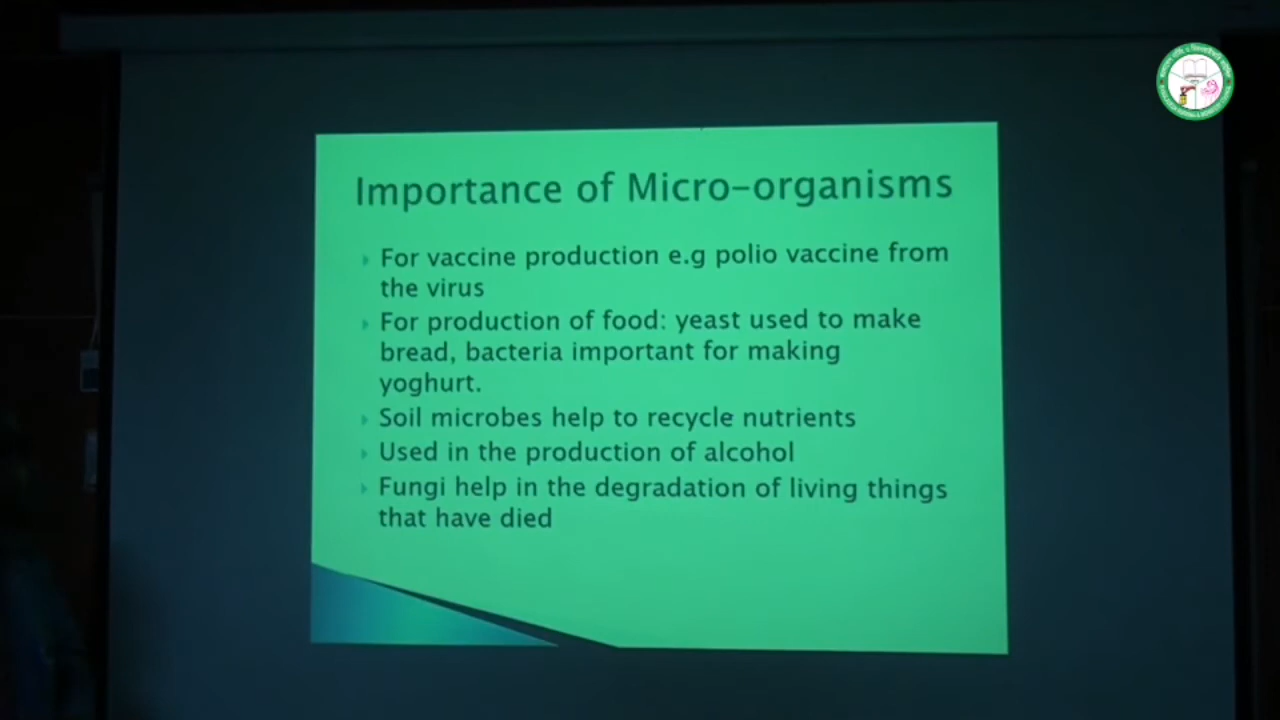 Importance of Micro-organisms
For vaccine production e.g polio vaccine from
the virus
For production of food: yeast used to make
bread, bacteria important for making
yoghurt.
Soil microbes help to recycle nutrients
Used in the production of alcohol
Fungi help in the degradation of living things
that have died